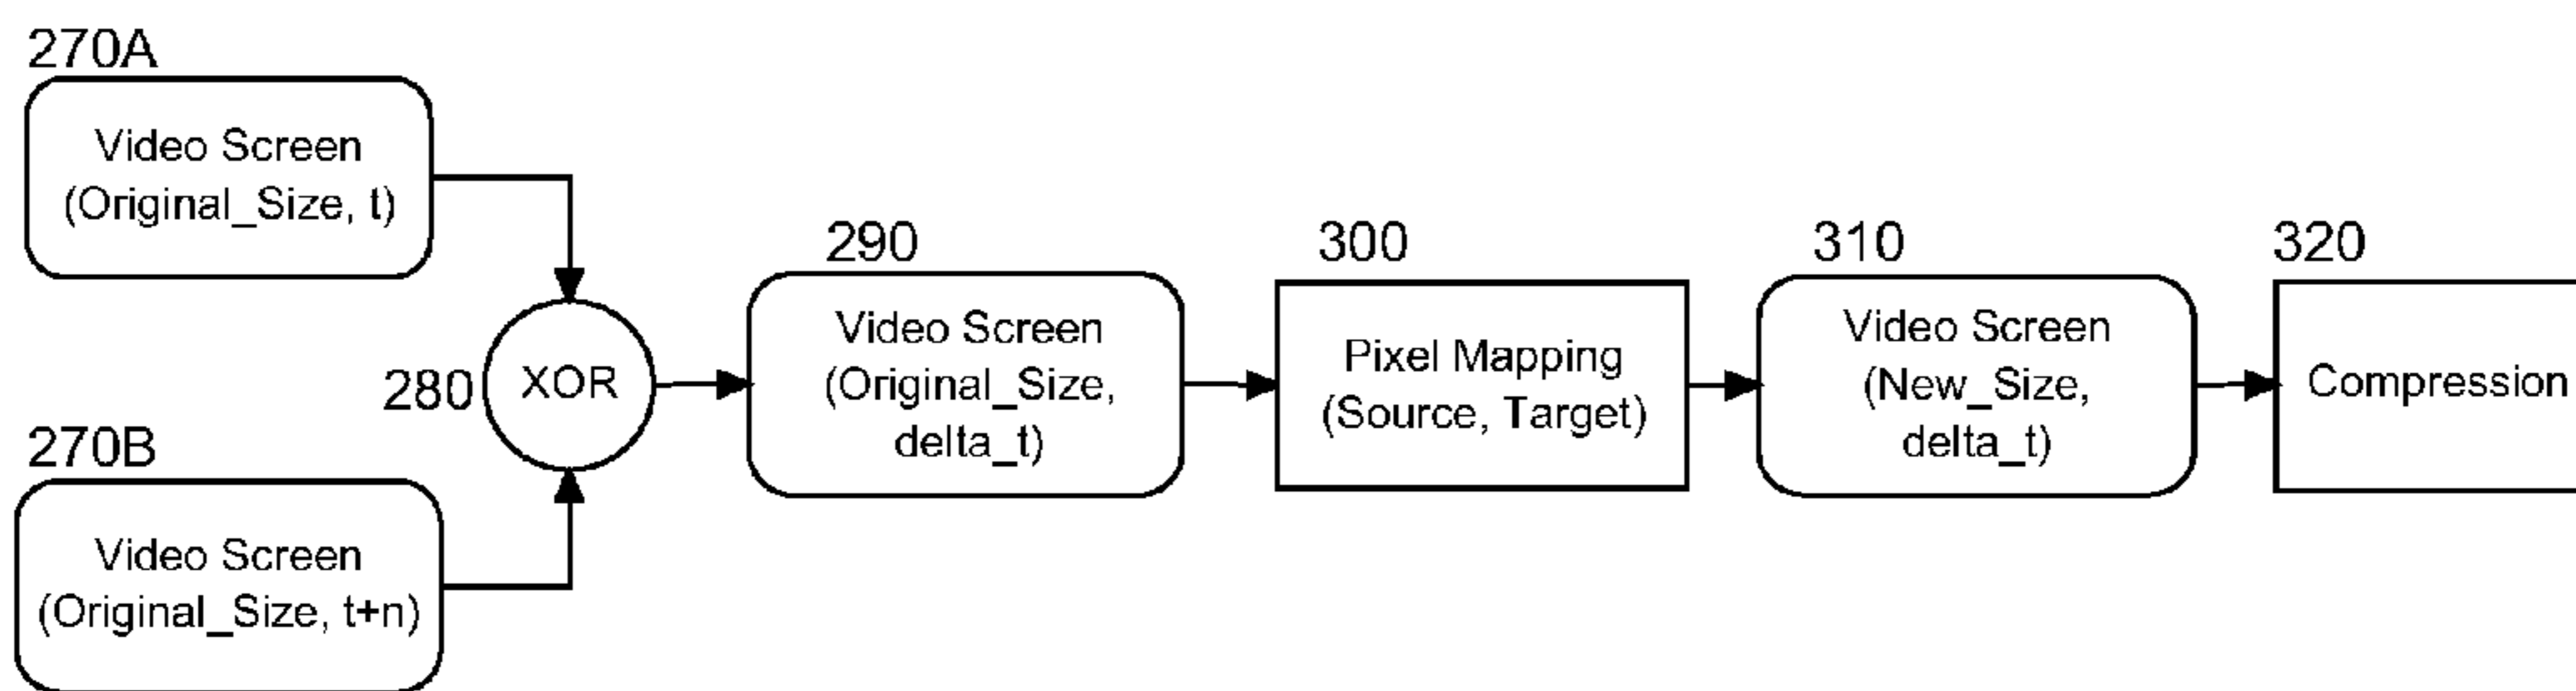 270A
Video Screen
(Original_Size, t)
270B
Video Screen
(Original_Size, t+n)
280
XOR
290
Video Screen
(Original_Size,
delta_t)
300
Pixel Mapping
(Source, Target)
310
Video Screen
(New_Size,
delta_t)
320
Compression